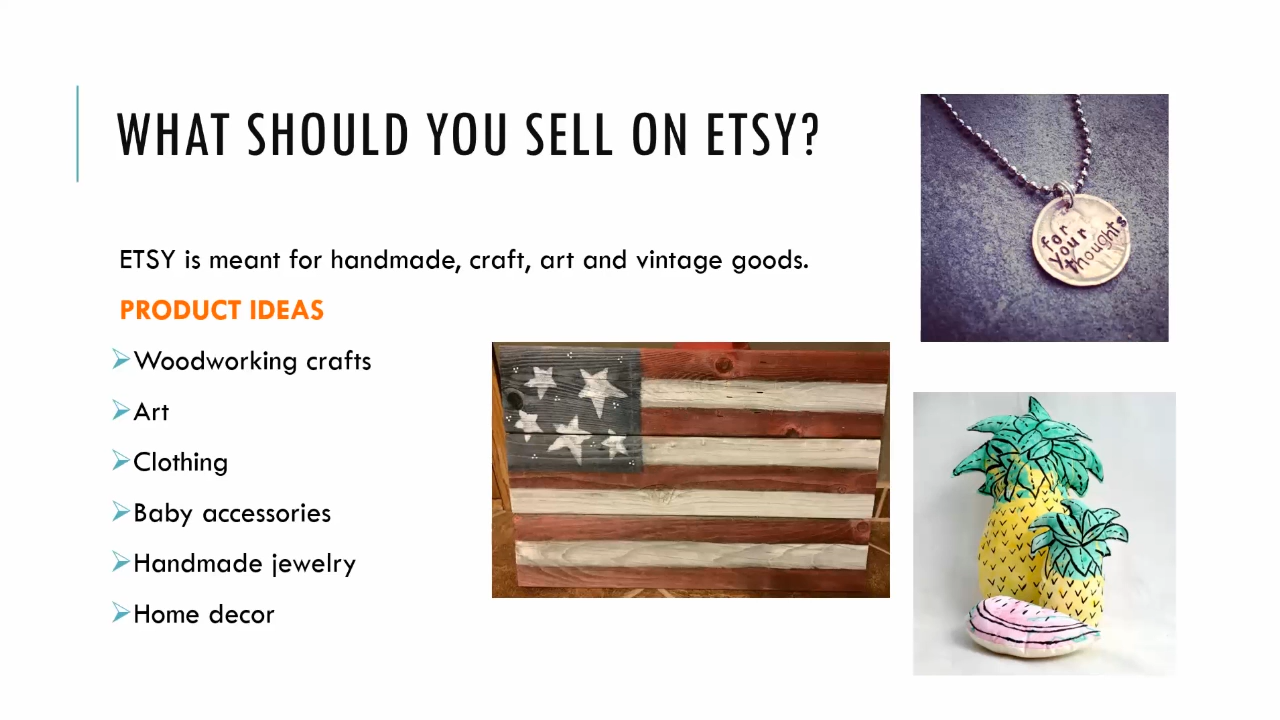 WHAT SHOULD YOU SELL ON ETSY?
ETSY is meant for handmade, craft, art and vintage goods.
PRODUCT IDEAS
Woodworking crafts
Art
Clothing
Baby accessories
Handmade jewelry
Home decor
for
your
thoughts